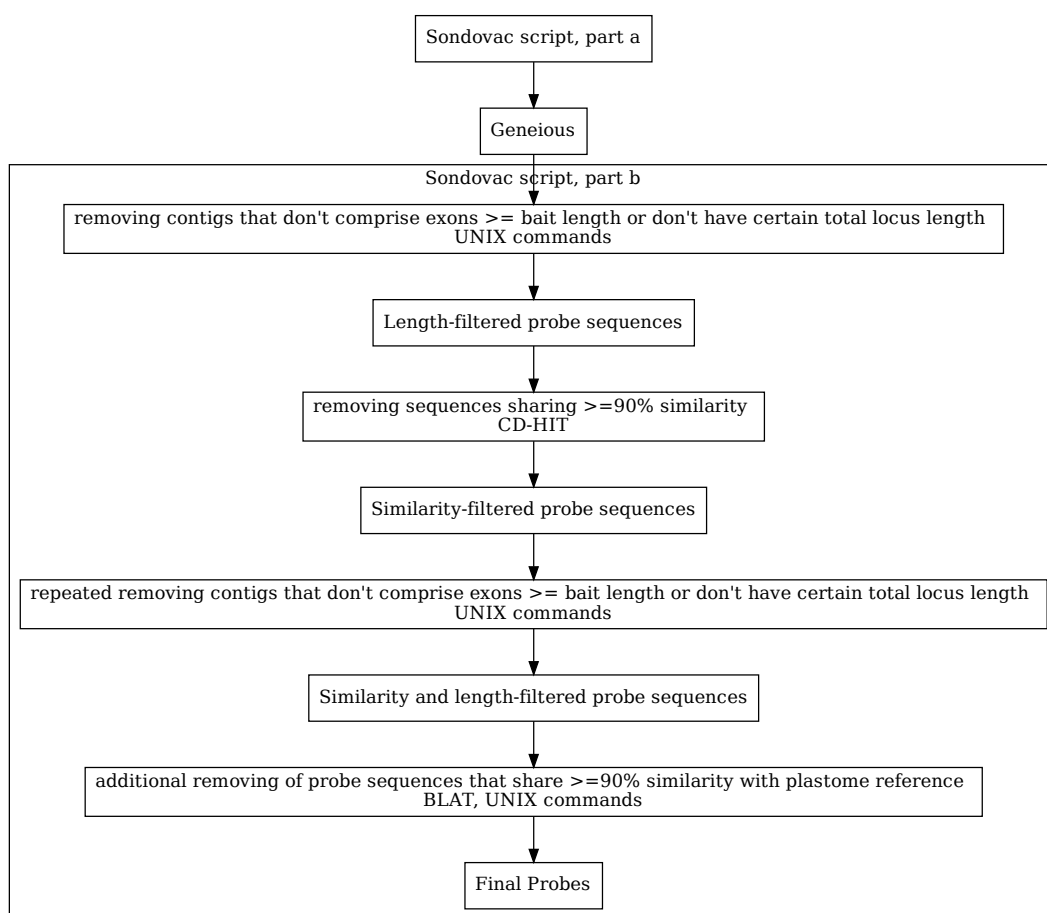 Sondovac script, part a
Geneious
Sondovac script, part b
removing contigs that don't comprise exons >= bait length or don't have certain total locus length
UNIX commands
Length-filtered probe sequences
removing sequences sharing >=90% similarity
CD-HIT
Similarity-filtered probe sequences
repeated removing contigs that don't comprise exons >= bait length or don't have certain total locus length
UNIX commands
Similarity and length-filtered probe sequences
additional removing of probe sequences that share >=90% similarity with plastome reference
BLAT, UNIX commands
Final Probes